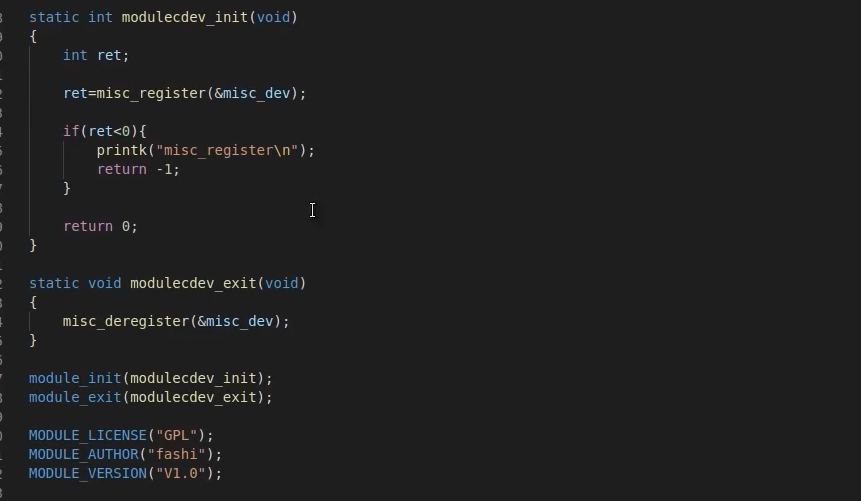 static int modulecdev_init(void)
{
int ret;
ret=misc_register(&misc_dev);
if(ret<0){
printk("misc_register\n");
return -1;
}
return 0;
}
static void modulecdev_exit(void)
{
misc_deregister(&misc_dev);
}
module_init(modulecdev_init);
module_exit(modulecdev_exit);
MODULE_LICENSE("GPL");
MODULE_AUTHOR("fashi");
MODULE_VERSION("V1.0");